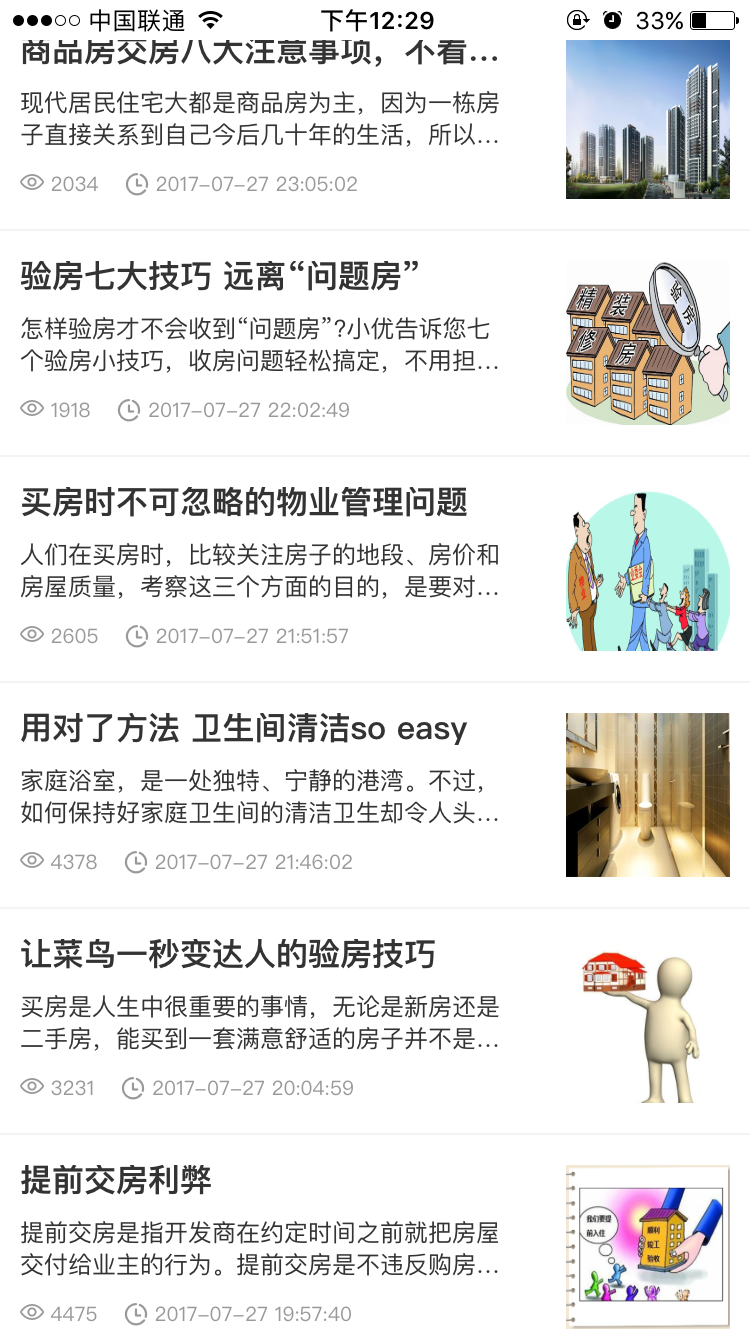 中国联通 下午12:29 33%
商品房交房八大注意事项，不看…
现代居民住宅大都是商品房为主，因为一栋房
子直接关系到自己今后几十年的生活，所以…
2034 2017-07-27 23:05:02
验房七大技巧 远离“问题房”
怎样验房才不会收到“问题房”?小优告诉您七
个验房小技巧，收房问题轻松搞定，不用担…
1918 2017-07-27 22:02:49
精装修房
验房
买房时不可忽略的物业管理问题
人们在买房时，比较关注房子的地段、房价和
房屋质量，考察这三个方面的目的，是要对…
2605 2017-07-27 21:51:57
物业
用对了方法 卫生间清洁so easy
家庭浴室，是一处独特、宁静的港湾。不过，
如何保持好家庭卫生间的清洁卫生却令人头…
4378 2017-07-27 21:46:02
让菜鸟一秒变达人的验房技巧
买房是人生中很重要的事情，无论是新房还是
二手房，能买到一套满意舒适的房子并不是…
3231 2017-07-27 20:04:59
提前交房利弊
提前交房是指开发商在约定时间之前就把房屋
交付给业主的行为。提前交房是不违反购房…
4475 2017-07-27 19:57:40
我们要提
前入住
顺利
竣工
验收